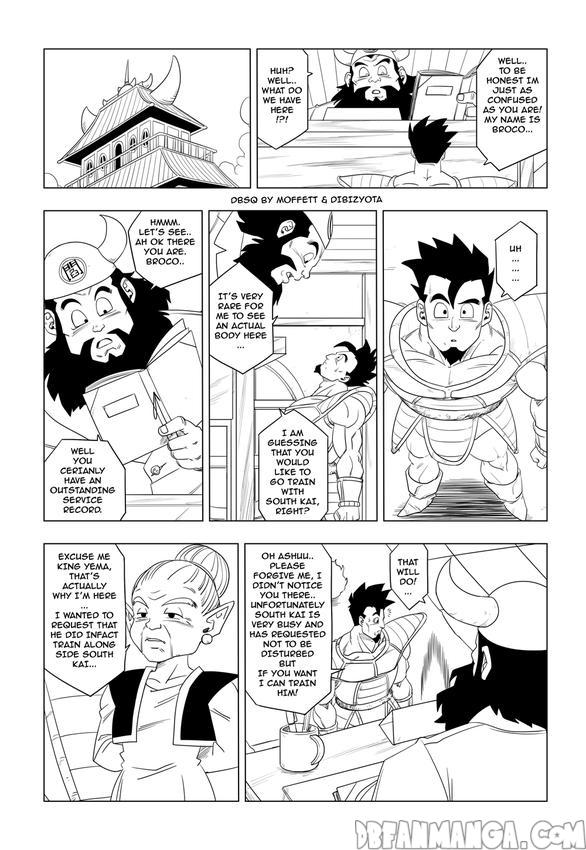 HUH?
WELL..
WHAT DO
WE HAVE
HERE
!?!
WELL..
TO BE
HONEST IM
JUST AS
CONFUSED
AS YOU ARE!
MY NAME IS
BROCO...
DBSQ BY MOFFETT & DIBIZYOTA
HMMM.
LET'S SEE..
AH OK THERE
YOU ARE.
BROCO...
閻
WELL
YOU
CERIANLY
HAVE AN
OUTSTANDING
SERVICE
RECORD.
IT'S VERY
RARE FOR
ME TO SEE
AN ACTUAL
BODY HERE
...
I AM
GUESSING
THAT YOU
WOULD
LIKE TO
GO TRAIN
WITH
SOUTH KAI,
RIGHT?
UH
...
...
...
EXCUSE ME
KING YEMA,
THAT'S
ACTUALLY
WHY I'M HERE
...
I WANTED TO
REQUEST THAT
HE DID INFACT
TRAIN ALONG
SIDE SOUTH
KAI...
OH ASHUU..
PLEASE
FORGIVE ME, I
DIDN'T NOTICE
YOU THERE..
UNFORTUNATELY
SOUTH KAI IS
VERY BUSY AND
HAS REQUESTED
NOT TO BE
DISTURBED
BUT
IF YOU WANT
I CAN TRAIN
HIM!
THAT
WILL
DO!
...
DBFANMANGA.COM